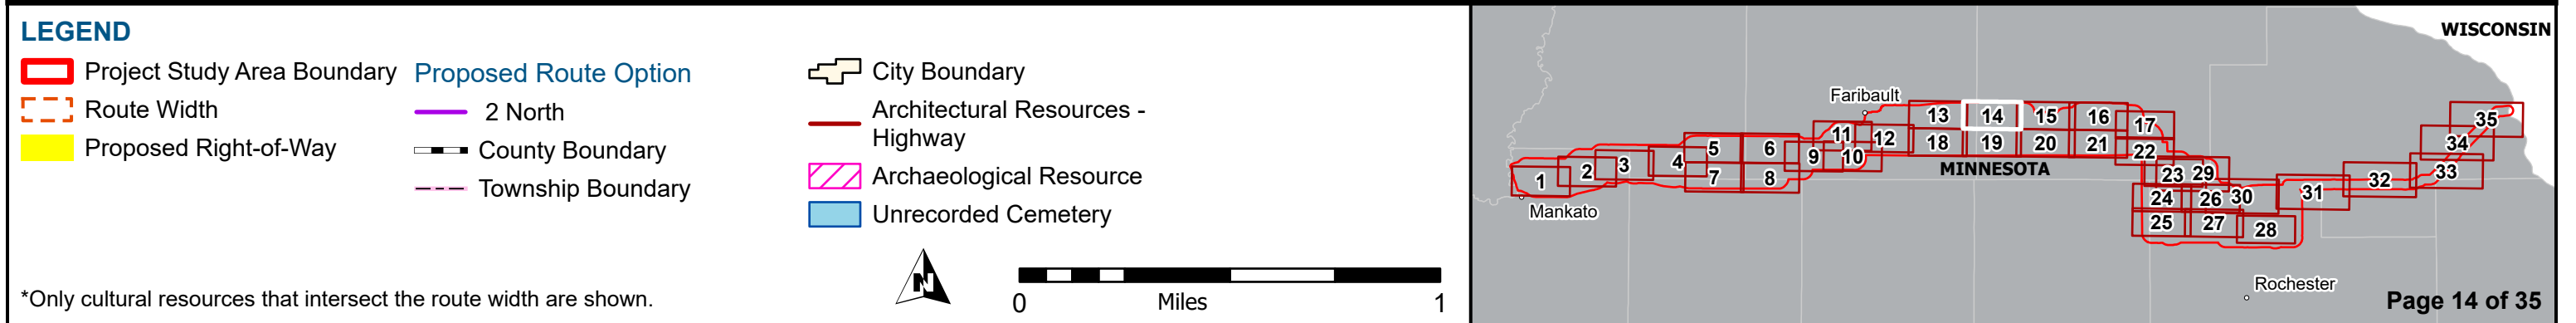 LEGEND
Project Study Area Boundary
Route Width
Proposed Right-of-Way
Proposed Route Option
2 North
County Boundary
Township Boundary
City Boundary
Architectural Resources -
Highway
Archaeological Resource
Unrecorded Cemetery
*Only cultural resources that intersect the route width are shown.
N
0 Miles 1
WISCONSIN
Faribault
13 14 15 16 17 35
11 12 34
5 6 9 10 18 19 20 21 22 33
1 2 3 4 7 8 MINNESOTA 23 29 32
24 26 30 31
Mankato
25 27 28
Rochester
Page 14 of 35